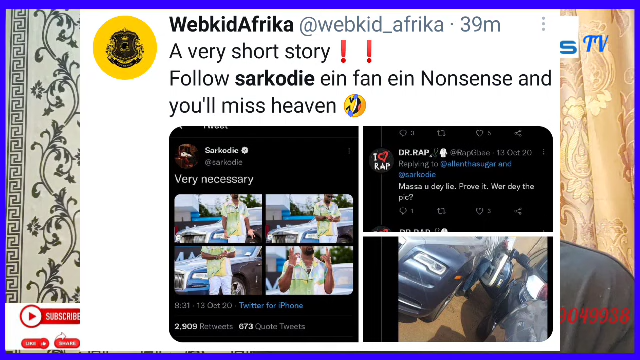 WebkidAfrika @webkid_afrika · 39m
A very short story❗❗
Follow sarkodie ein fan ein Nonsense and
you'll miss heaven 🤣
TV
Tweet
Sarkodie
@sarkodie
Very necessary
8:31 · 13 Oct 20 · Twitter for iPhone
2,909 Retweets 673 Quote Tweets
DR.RAP @RapGbae · 13 Oct 20
I ❤ RAP
Replying to @allenthasugar and
@sarkodie
Massa u dey lie. Prove it. Wer dey the
pic?
SUBSCRIBE
LIKE
SHARE